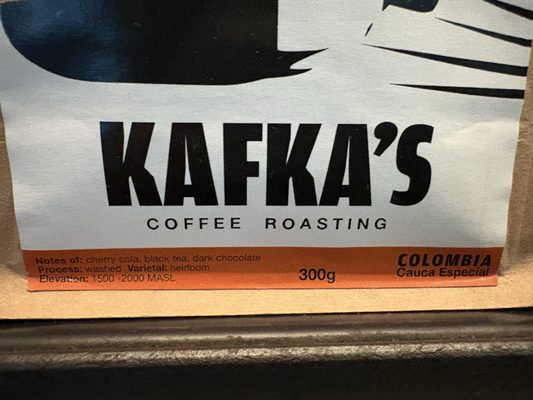 KAFKA'S
COFFEE ROASTING
Notes of: cherry cola, black tea, dark chocolate
Process: washed Varietal: heirloom
Elevation: 1500 -2000 MASL
300g
COLOMBIA
Cauca Especial